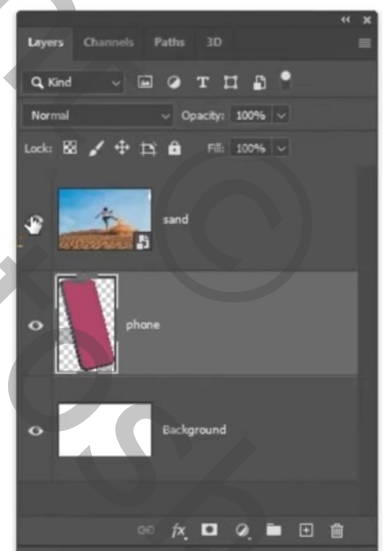 Layers Channels Paths 3D
Kind
Normal Opacity: 100%
Lock: Fill: 100%
sand
phone
Background
fx